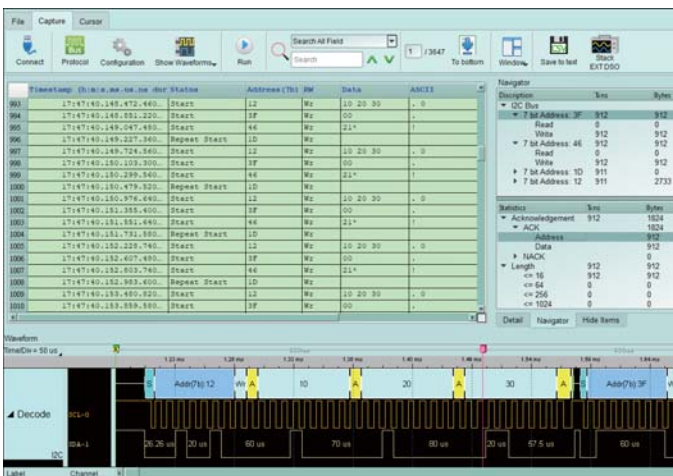 File Capture Cursor
Connect Protocol Configuration Show Waveforms Run Search All Field Search 1 / 3647 To bottom Window Save to text Stack EXT DSO
Bus
Timestamp (h:m:s.ms.us.ns dur Status Address(7b) RW Data ASCII
993 17:47:40.148.472.460... Start 12 Wr 10 20 30 . 0
994 17:47:40.148.851.220... Start 3F Wr 00 .
995 17:47:40.149.047.480... Start 46 Wr 21* !
996 17:47:40.149.227.360... Repeat Start 1D Wr
997 17:47:40.149.724.560... Start 12 Wr 10 20 30 . 0
998 17:47:40.150.103.300... Start 3F Wr 00 .
999 17:47:40.150.299.560... Start 46 Wr 21* !
1000 17:47:40.150.479.520... Repeat Start 1D Wr
1001 17:47:40.150.976.640... Start 12 Wr 10 20 30 . 0
1002 17:47:40.151.355.400... Start 3F Wr 00 .
1003 17:47:40.151.551.640... Start 46 Wr 21* !
1004 17:47:40.151.731.580... Repeat Start 1D Wr
1005 17:47:40.152.228.740... Start 12 Wr 10 20 30 . 0
1006 17:47:40.152.607.480... Start 3F Wr 00 .
1007 17:47:40.152.803.740... Start 46 Wr 21* !
1008 17:47:40.152.983.600... Repeat Start 1D Wr
1009 17:47:40.153.480.820... Start 12 Wr 10 20 30 . 0
1010 17:47:40.153.859.580... Start 3F Wr 00 .
Navigator
Bytes
I2C Bus
7 bit Address: 3F 912 912
Read 0 0
Write 912 912
7 bit Address: 46 912 912
Read 0 0
Write 912 912
7 bit Address: 1D 911 0
7 bit Address: 12 911 2733
Statistics Bytes
Acknowledgement 912 1824
ACK 1824
Address 912
Data 912
NACK 0
Length 912 912
<= 16 912 912
<= 64 0 0
<= 256 0 0
<= 1024 0 0
Detail Navigator Hide Items
Waveform
Time/Div = 50 us
S Addr(7b):12 Wr A 10 A 20 A 30 A S Addr(7b):3F
Decode SCL-0
SDA-1 26.26 us 20 us 60 us 70 us 80 us 20 us 57.5 us 60 us
I2C
Label Channel